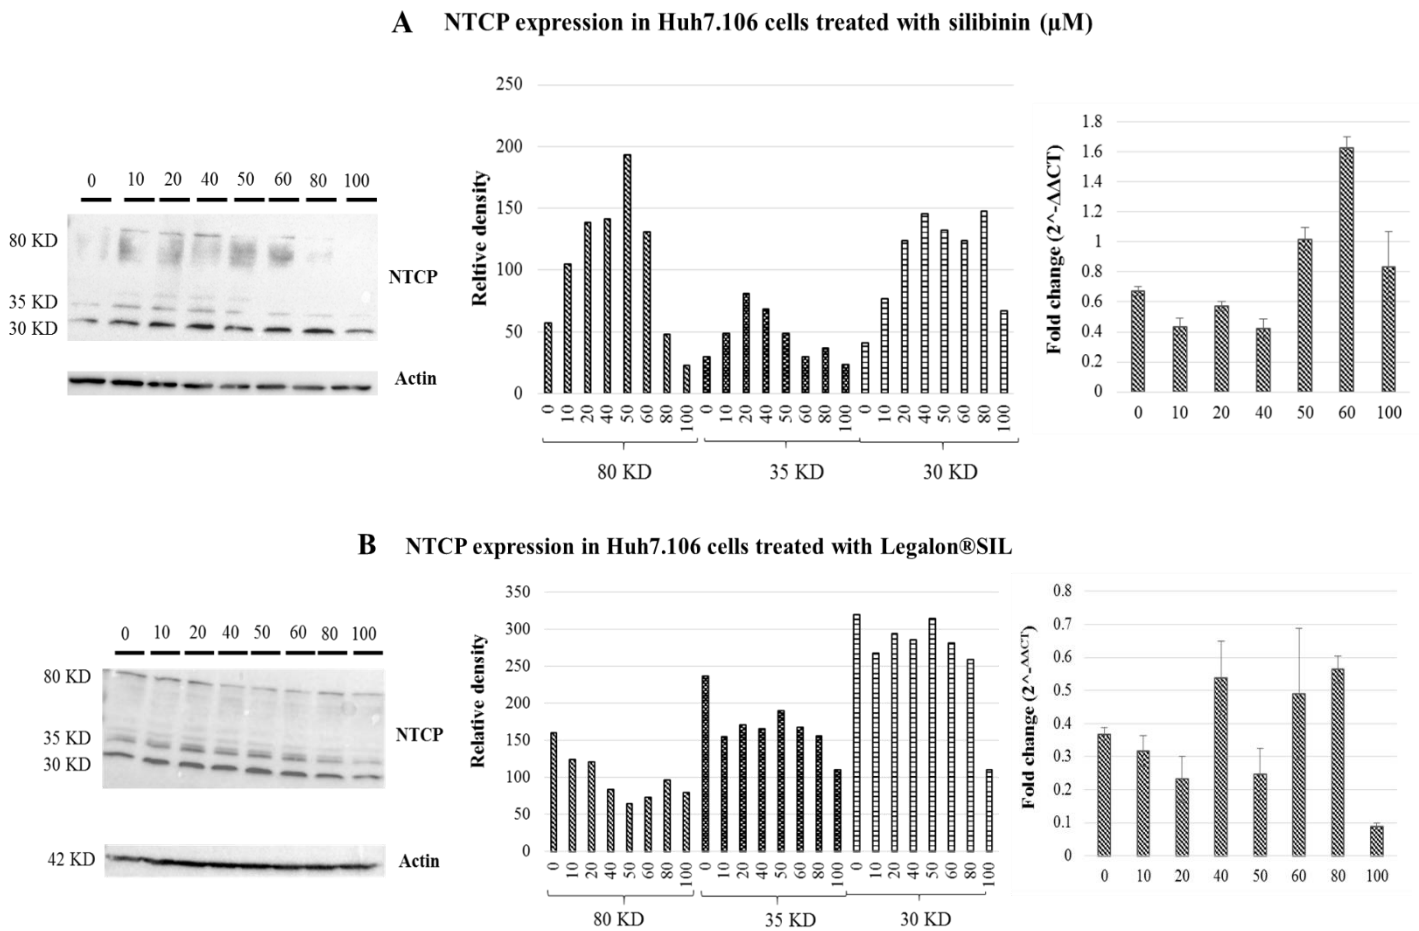 A NTCP expression in Huh7.106 cells treated with silibinin (µM)
0 10 20 40 50 60 80 100
80 KD
35 KD
30 KD
NTCP
Actin
Reltive density
250
200
150
100
50
0
0 10 20 40 50 60 80 100 0 10 20 40 50 60 80 100 0 10 20 40 50 60 80 100
80 KD 35 KD 30 KD
Fold change (2^-ΔΔCT)
1.8
1.6
1.4
1.2
1
0.8
0.6
0.4
0.2
0
0 10 20 40 50 60 100
B NTCP expression in Huh7.106 cells treated with Legalon®SIL
0 10 20 40 50 60 80 100
80 KD
35 KD
30 KD
NTCP
42 KD
Actin
Relative density
350
300
250
200
150
100
50
0
0 10 20 40 50 60 80 100 0 10 20 40 50 60 80 100 0 10 20 40 50 60 80 100
80 KD 35 KD 30 KD
Fold change (2^-ΔΔCT)
0.8
0.7
0.6
0.5
0.4
0.3
0.2
0.1
0
0 10 20 40 50 60 80 100